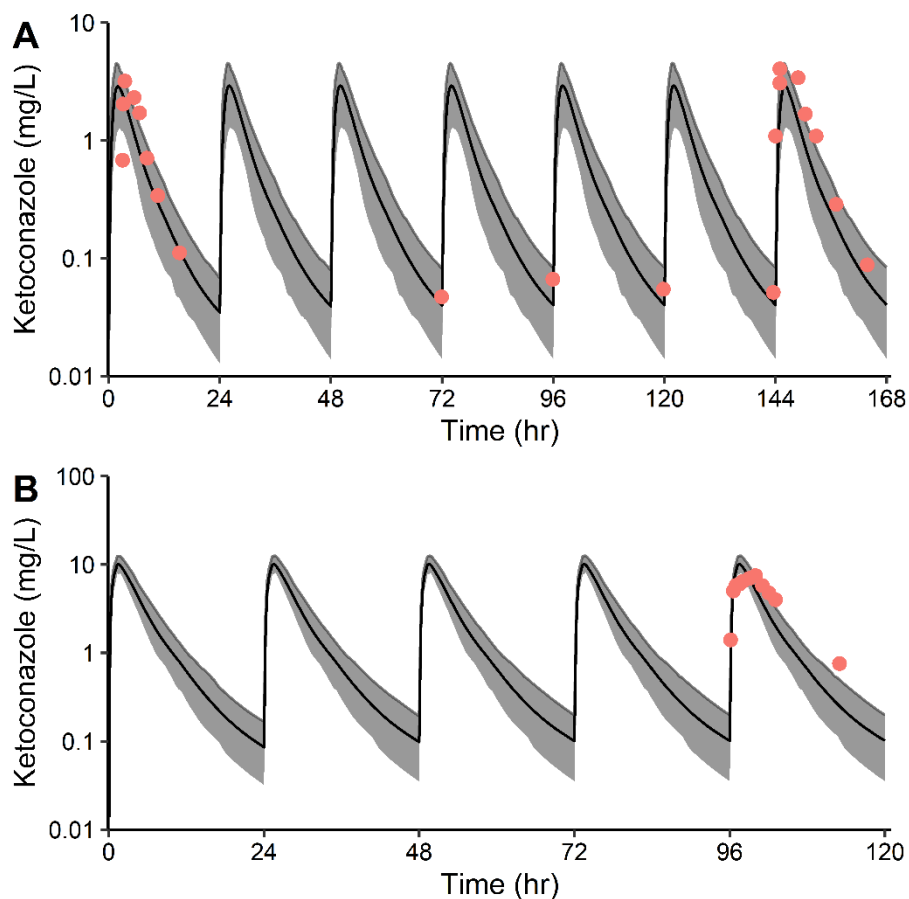 A
Ketoconazole (mg/L)
10
1
0.1
0.01
0 24 48 72 96 120 144 168
Time (hr)
B
Ketoconazole (mg/L)
100
10
1
0.1
0.01
0 24 48 72 96 120
Time (hr)